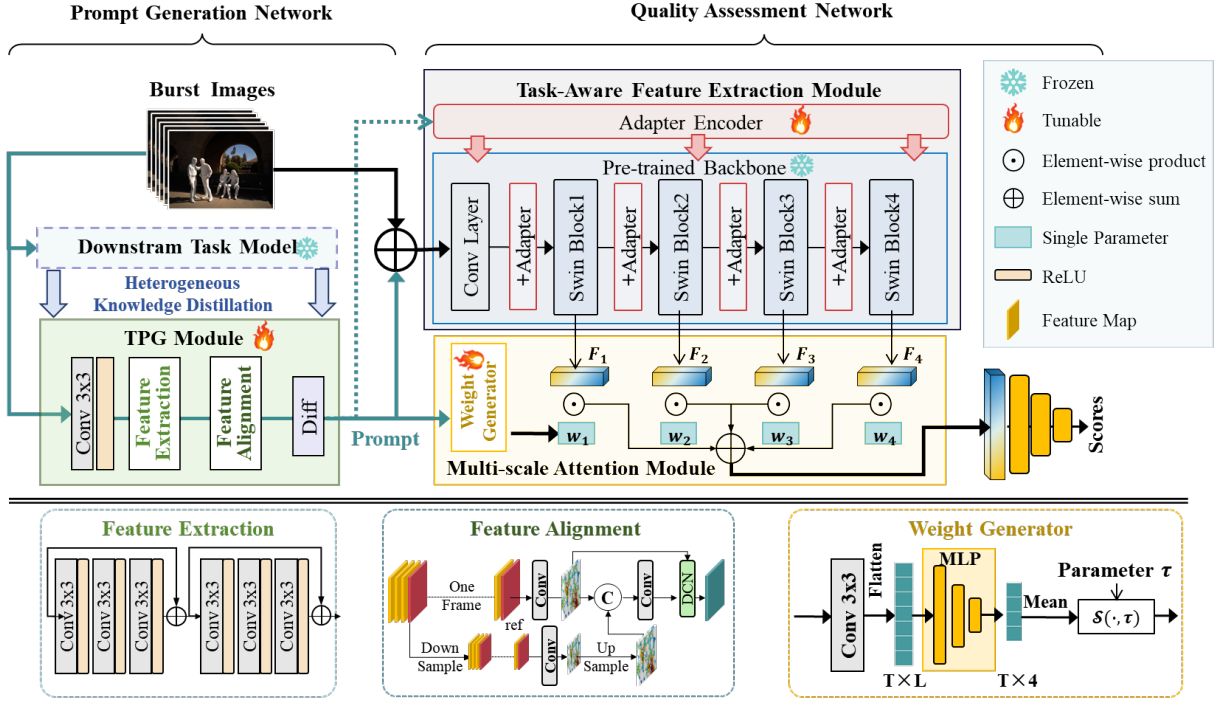 Prompt Generation Network
Quality Assessment Network
Burst Images
Downstram Task Model
Heterogeneous
Knowledge Distillation
TPG Module
Conv 3x3
Feature
Extraction
Feature
Alignment
Diff
Prompt
Task-Aware Feature Extraction Module
Adapter Encoder
Pre-trained Backbone
Conv Layer
+Adapter
Swin Block1
+Adapter
Swin Block2
+Adapter
Swin Block3
+Adapter
Swin Block4
F1
F2
F3
F4
Weight
Generator
w1
w2
w3
w4
Multi-scale Attention Module
Scores
Frozen
Tunable
Element-wise product
Element-wise sum
Single Parameter
ReLU
Feature Map
Feature Extraction
Conv 3x3
Conv 3x3
Conv 3x3
Conv 3x3
Conv 3x3
Conv 3x3
Feature Alignment
One
Frame
ref
Conv
C
Conv
DCN
Down
Sample
Conv
Up
Sample
Weight Generator
Conv 3x3
Flatten
T×L
MLP
T×4
Mean
Parameter τ
𝒮(·,τ)